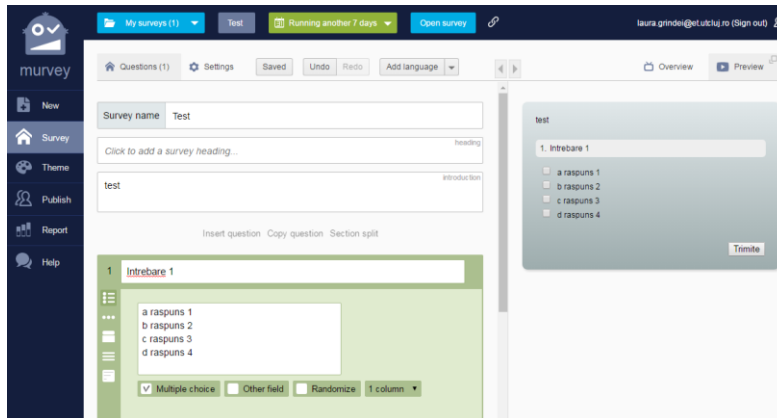 My surveys (1)
Test
Running another 7 days
Open survey
laura.grindei@et.utcluj.ro (Sign out)
murvey
New
Survey
Theme
Publish
Report
Help
Questions (1)
Settings
Saved
Undo
Redo
Add language
Overview
Preview
Survey name
Test
Click to add a survey heading...
heading
test
introduction
Insert question Copy question Section split
1
Intrebare 1
a raspuns 1
b raspuns 2
c raspuns 3
d raspuns 4
Multiple choice
Other field
Randomize
1 column
test
1. Intrebare 1
a raspuns 1
b raspuns 2
c raspuns 3
d raspuns 4
Trimite